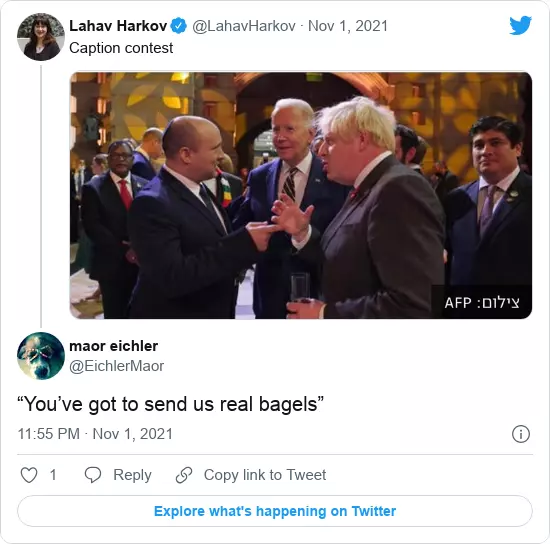 Lahav Harkov @LahavHarkov · Nov 1, 2021
Caption contest
צילום: AFP
maor eichler
@EichlerMaor
“You’ve got to send us real bagels”
11:55 PM · Nov 1, 2021
1 Reply Copy link to Tweet
Explore what's happening on Twitter